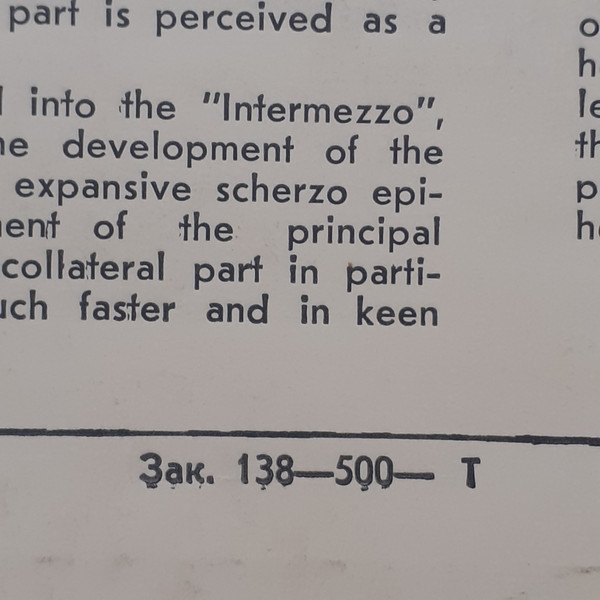 part is perceived as a
into the "Intermezzo",
development of the
expansive scherzo epi-
of the principal
collateral part in parti-
faster and in keen
Зак. 138—500— Т